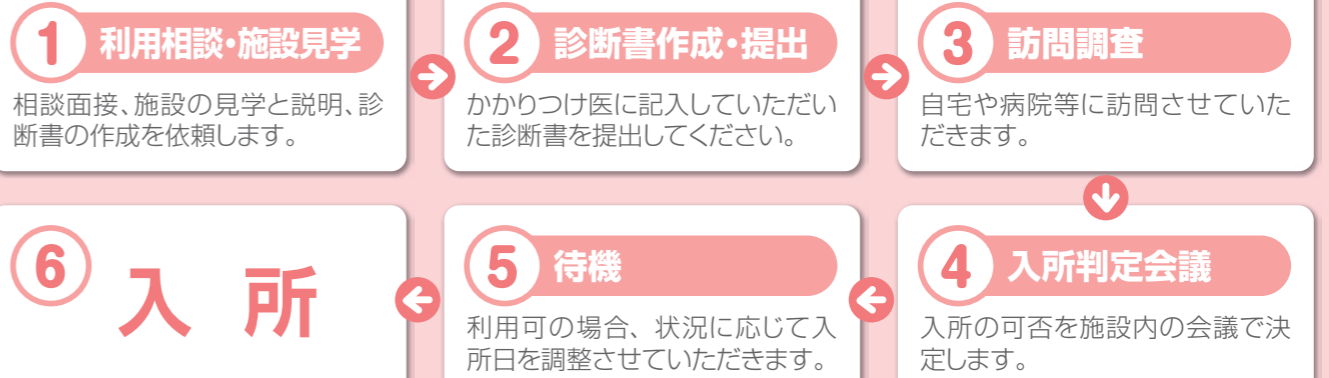 1 利用相談・施設見学
相談面接、施設の見学と説明、診
断書の作成を依頼します。
2 診断書作成・提出
かかりつけ医に記入していただい
た診断書を提出してください。
3 訪問調査
自宅や病院等に訪問させていた
だきます。
4 入所判定会議
入所の可否を施設内の会議で決
定します。
5 待機
利用可の場合、状況に応じて入
所日を調整させていただきます。
6 入所